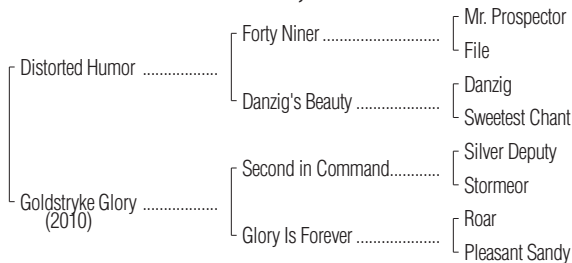 Mr. Prospector
Forty Niner ......................
File
Distorted Humor ..................
Danzig
Danzig's Beauty ................
Sweetest Chant
Silver Deputy
Second in Command............
Stormeor
Goldstryke Glory ..................
(2010)
Roar
Glory Is Forever ..................
Pleasant Sandy